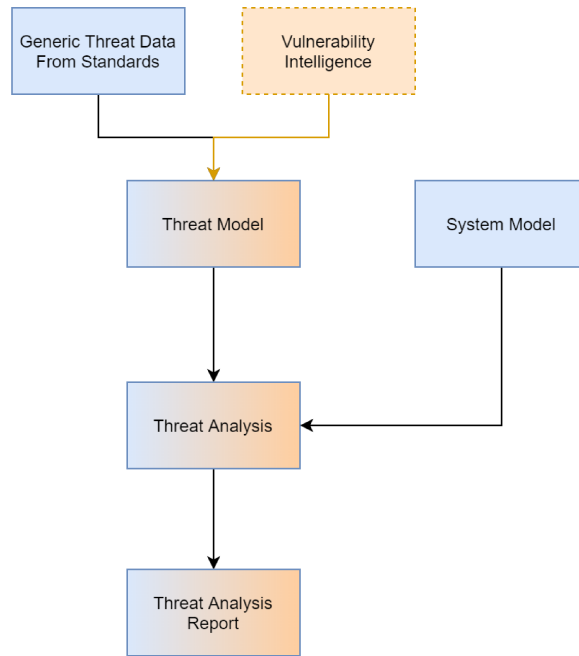 Generic Threat Data
From Standards
Vulnerability
Intelligence
Threat Model
System Model
Threat Analysis
Threat Analysis
Report